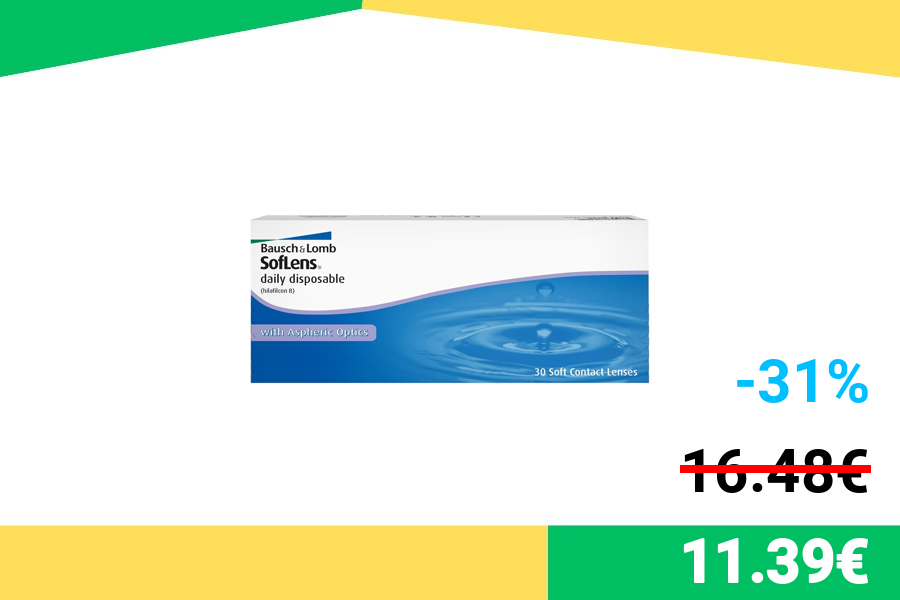 Bausch & Lomb
SofLens®
daily disposable
(hilafilcon B)
with Aspheric Optics
30 Soft Contact Lenses
-31%
16.48€
11.39€